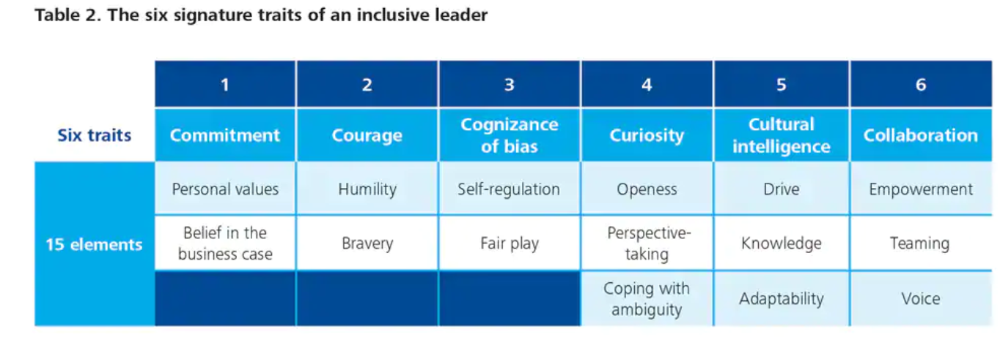 Table 2. The six signature traits of an inclusive leader
1 2 3 4 5 6
Six traits
Commitment
Courage
Cognizance
of bias
Curiosity
Cultural
intelligence
Collaboration
15 elements
Personal values
Humility
Self-regulation
Openess
Drive
Empowerment
Belief in the
business case
Bravery
Fair play
Perspective-
taking
Knowledge
Teaming
Coping with
ambiguity
Adaptability
Voice